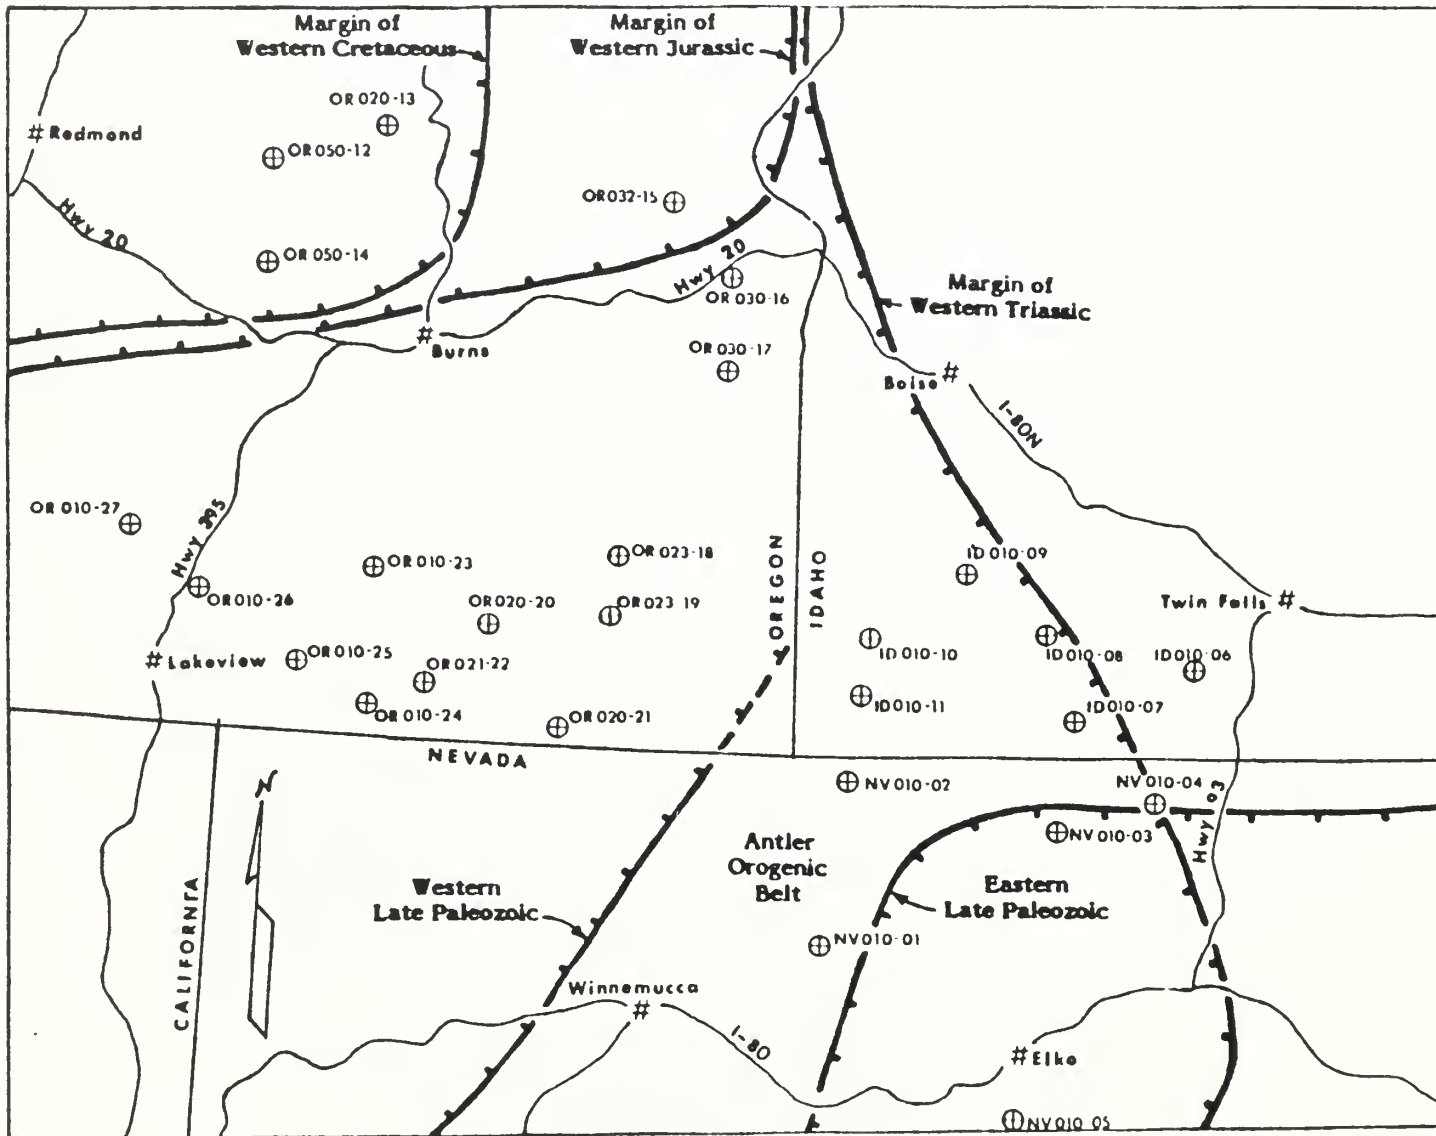 Margin of
Western Cretaceous
Margin of
Western Jurassic
OR 020-13
# Redmond
OR 050-12
OR 032-15
Hwy 20
OR 050-14
Hwy 20
OR 030-16
Margin of
Western Triassic
# Burns
OR 030-17
Boise #
I-80N
OR 010-27
Hwy 395
OR 010-23
OR 023-18
OREGON
IDAHO
ID 010-09
OR 010-26
OR 020-20
OR 023 19
Twin Falls #
# Lakeview
OR 010-25
OR 021-22
ID 010-10
ID 010-08
ID 010-06
OR 010-24
OR 020-21
ID 010-11
ID 010-07
NEVADA
N
NV 010-02
NV 010-04
Hwy 93
NV 010-03
Antler
Orogenic
Belt
Western
Late Paleozoic
Eastern
Late Paleozoic
CALIFORNIA
NV 010-01
Winnemucca
#
I-80
# Elko
NV 010 05